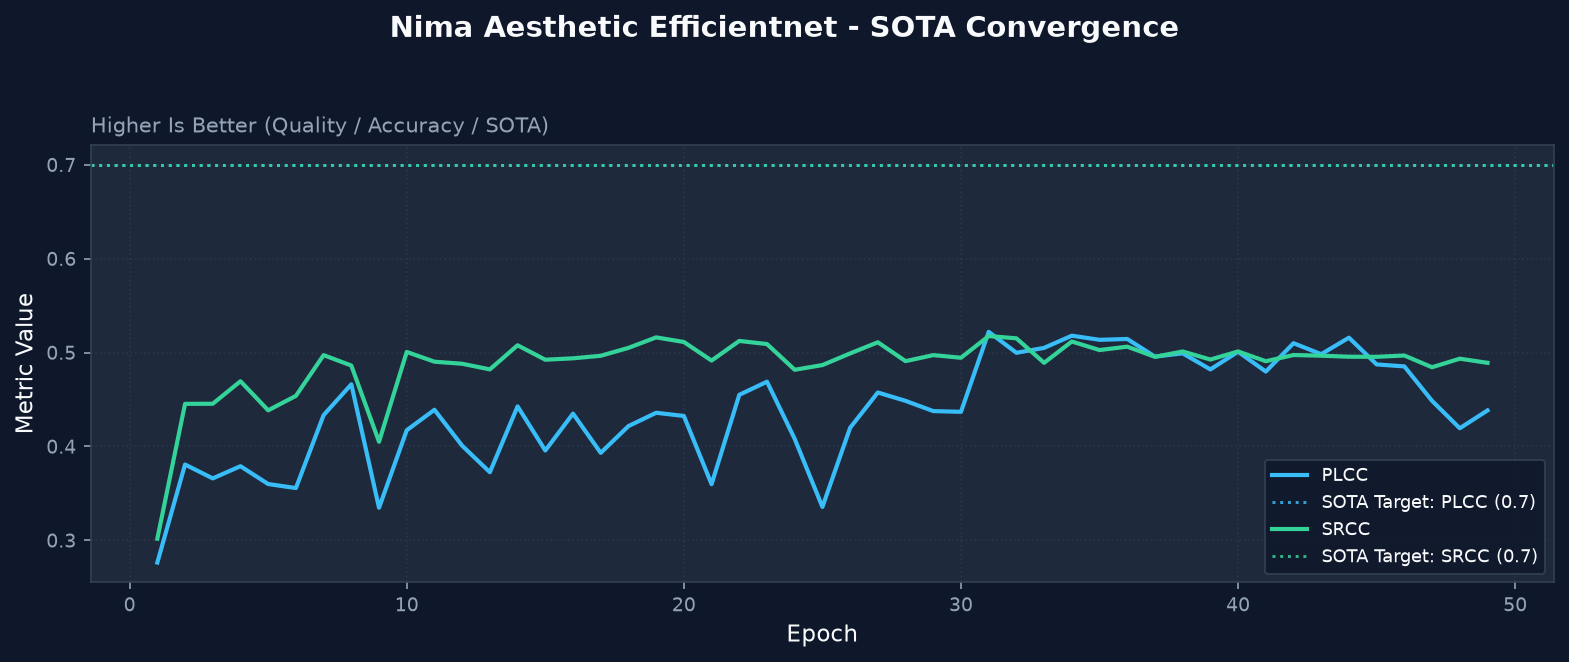 Nima Aesthetic Efficientnet - SOTA Convergence
Higher Is Better (Quality / Accuracy / SOTA)
0.7
0.6
0.5
0.4
0.3
Metric Value
0
10
20
30
40
50
Epoch
PLCC
SOTA Target: PLCC (0.7)
SRCC
SOTA Target: SRCC (0.7)